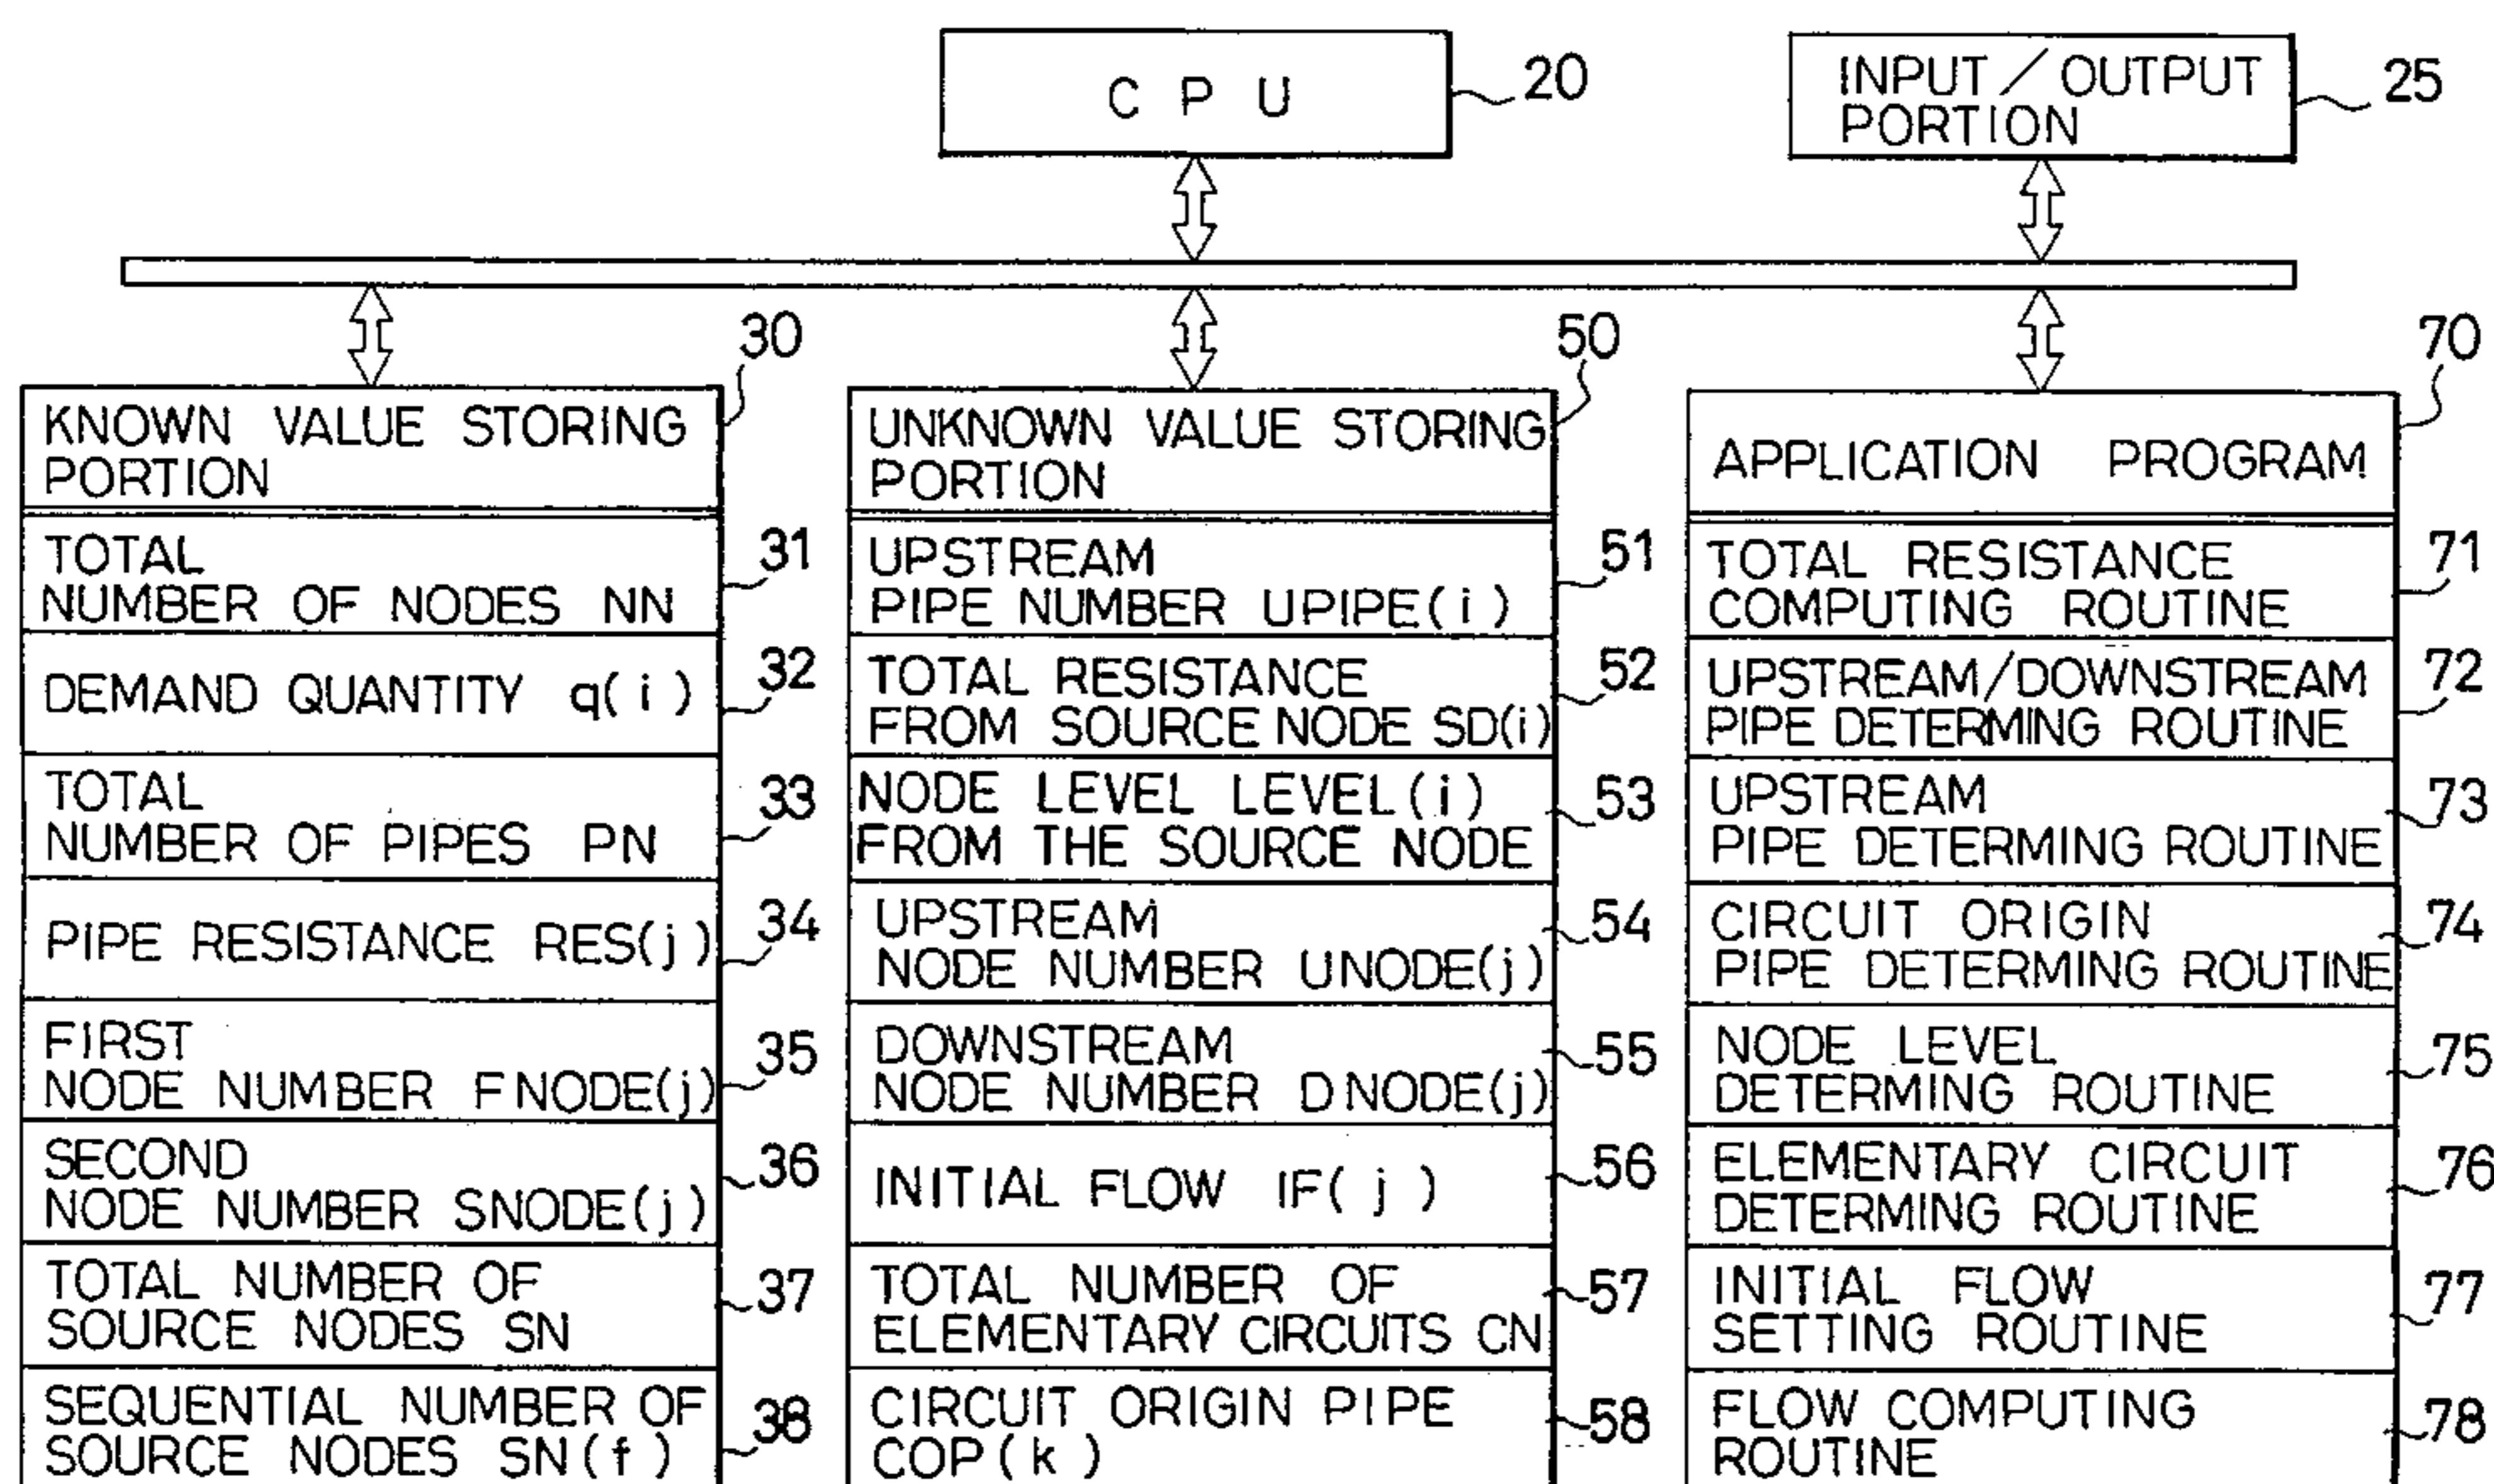 C P U
20
INPUT / OUTPUT
PORTION
25
30
KNOWN VALUE STORING
PORTION
TOTAL
NUMBER OF NODES NN
31
DEMAND QUANTITY q(i)
32
TOTAL
NUMBER OF PIPES PN
33
PIPE RESISTANCE RES(j)
34
FIRST
NODE NUMBER FNODE(j)
35
SECOND
NODE NUMBER SNODE(j)
36
TOTAL NUMBER OF
SOURCE NODES SN
37
SEQUENTIAL NUMBER OF
SOURCE NODES SN(f)
38
50
UNKNOWN VALUE STORING
PORTION
UPSTREAM
PIPE NUMBER UPIPE(i)
51
TOTAL RESISTANCE
FROM SOURCE NODE SD(i)
52
NODE LEVEL LEVEL(i)
FROM THE SOURCE NODE
53
UPSTREAM
NODE NUMBER UNODE(j)
54
DOWNSTREAM
NODE NUMBER DNODE(j)
55
INITIAL FLOW IF(j)
56
TOTAL NUMBER OF
ELEMENTARY CIRCUITS CN
57
CIRCUIT ORIGIN PIPE
COP(k)
58
70
APPLICATION PROGRAM
TOTAL RESISTANCE
COMPUTING ROUTINE
71
UPSTREAM/DOWNSTREAM
PIPE DETERMING ROUTINE
72
UPSTREAM
PIPE DETERMING ROUTINE
73
CIRCUIT ORIGIN
PIPE DETERMING ROUTINE
74
NODE LEVEL
DETERMING ROUTINE
75
ELEMENTARY CIRCUIT
DETERMING ROUTINE
76
INITIAL FLOW
SETTING ROUTINE
77
FLOW COMPUTING
ROUTINE
78